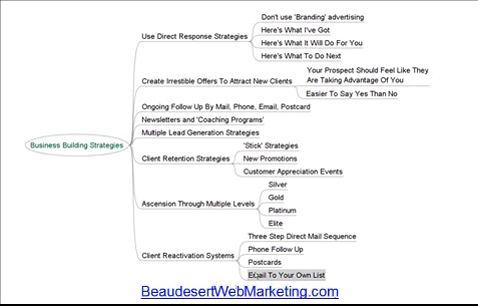 Business Building Strategies
Use Direct Response Strategies
Don't use 'Branding' advertising
Here's What I've Got
Here's What It Will Do For You
Here's What To Do Next
Create Irrestible Offers To Attract New Clients
Your Prospect Should Feel Like They
Are Taking Advantage Of You
Easier To Say Yes Than No
Ongoing Follow Up By Mail, Phone, Email, Postcard
Newsletters and 'Coaching Programs'
Multiple Lead Generation Strategies
Client Retention Strategies
'Stick' Strategies
New Promotions
Customer Appreciation Events
Ascension Through Multiple Levels
Silver
Gold
Platinum
Elite
Client Reactivation Systems
Three Step Direct Mail Sequence
Phone Follow Up
Postcards
Email To Your Own List
BeaudesertWebMarketing.com